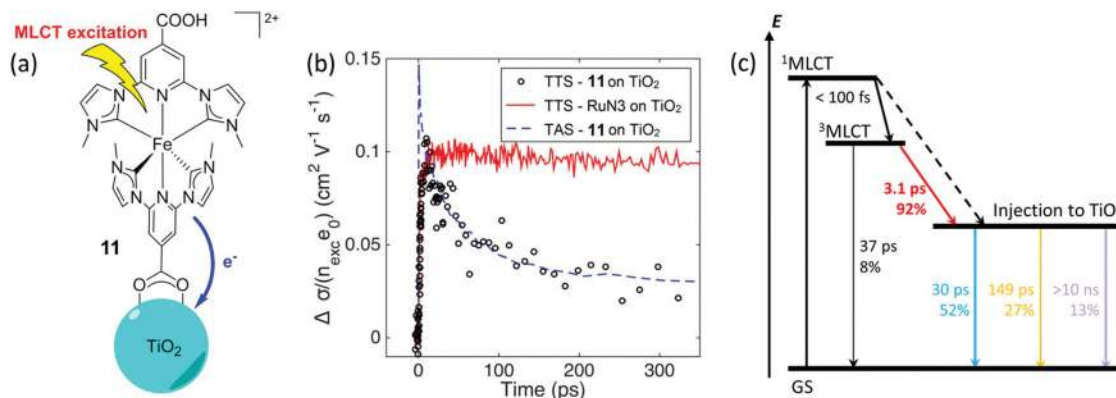 (a)
MLCT excitation
COOH
2+
N
N
N
N
N
Fe
N
N
N
N
N
11
e-
TiO2
(b)
0.15
0.1
0.05
0
Δ σ/(n_exc e_0) (cm² V⁻¹ s⁻¹)
TTS - 11 on TiO2
TTS - RuN3 on TiO2
TAS - 11 on TiO2
0
100
200
300
Time (ps)
(c)
E
¹MLCT
< 100 fs
³MLCT
3.1 ps
92%
Injection to TiO
37 ps
8%
30 ps
52%
149 ps
27%
>10 ns
13%
GS